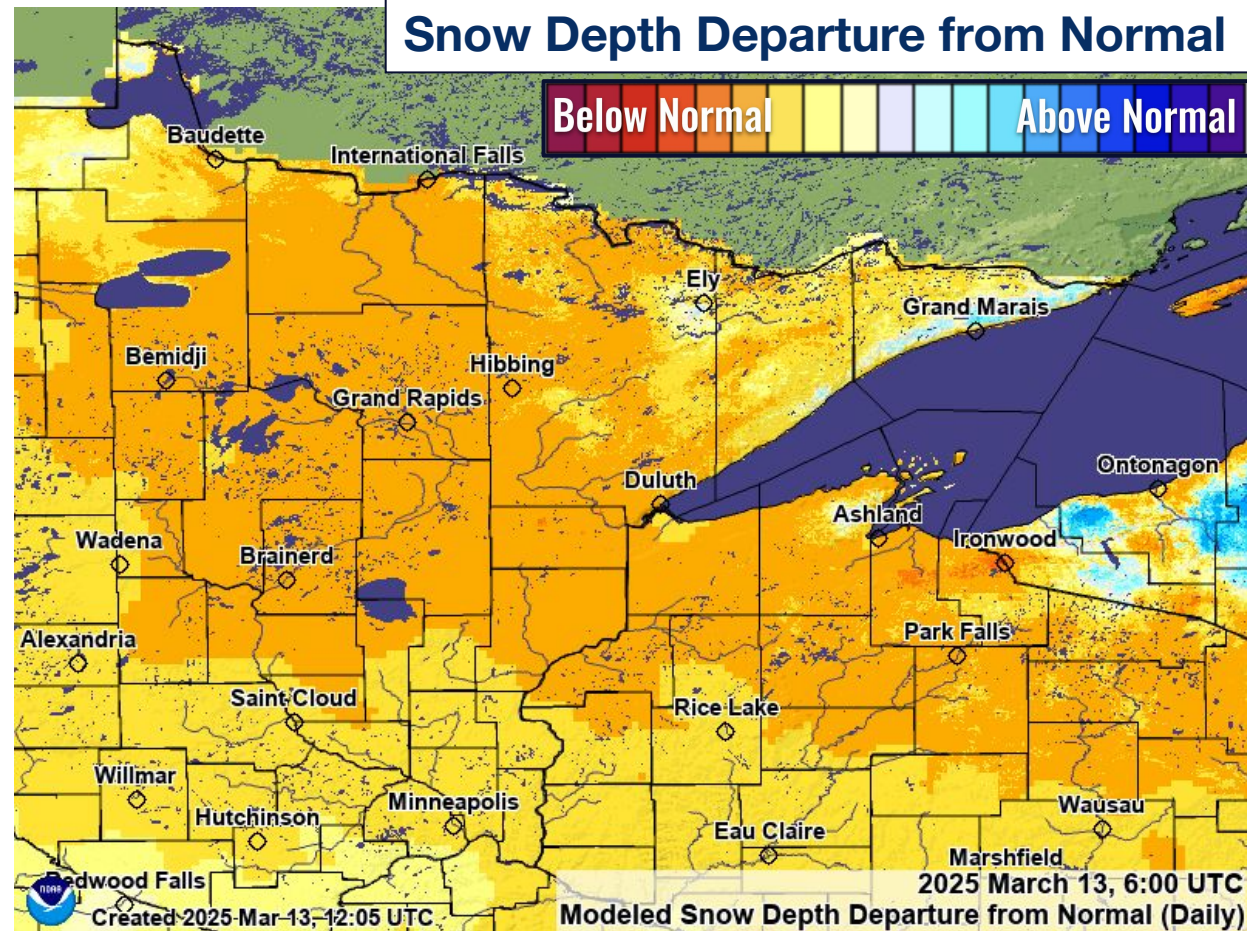 Snow Depth Departure from Normal
Below Normal
Above Normal
Baudette
International Falls
Ely
Grand Marais
Bemidji
Hibbing
Grand Rapids
Duluth
Ontonagon
Ashland
Wadena
Brainerd
Ironwood
Alexandria
Park Falls
Saint Cloud
Rice Lake
Willmar
Minneapolis
Hutchinson
Wausau
Eau Claire
Marshfield
Redwood Falls
NOAA
2025 March 13, 6:00 UTC
Created 2025-Mar-13, 12:05 UTC
Modeled Snow Depth Departure from Normal (Daily)